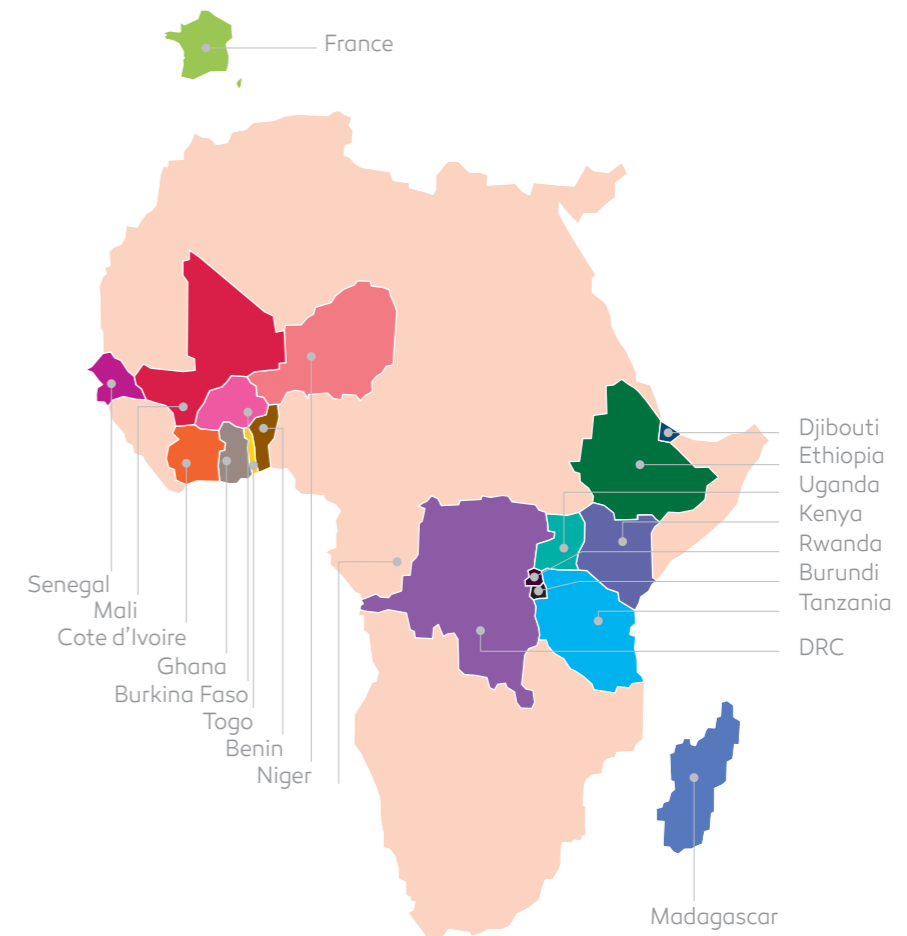 France
Djibouti
Ethiopia
Uganda
Kenya
Rwanda
Burundi
Tanzania
DRC
Senegal
Mali
Cote d’Ivoire
Ghana
Burkina Faso
Togo
Benin
Niger
Madagascar